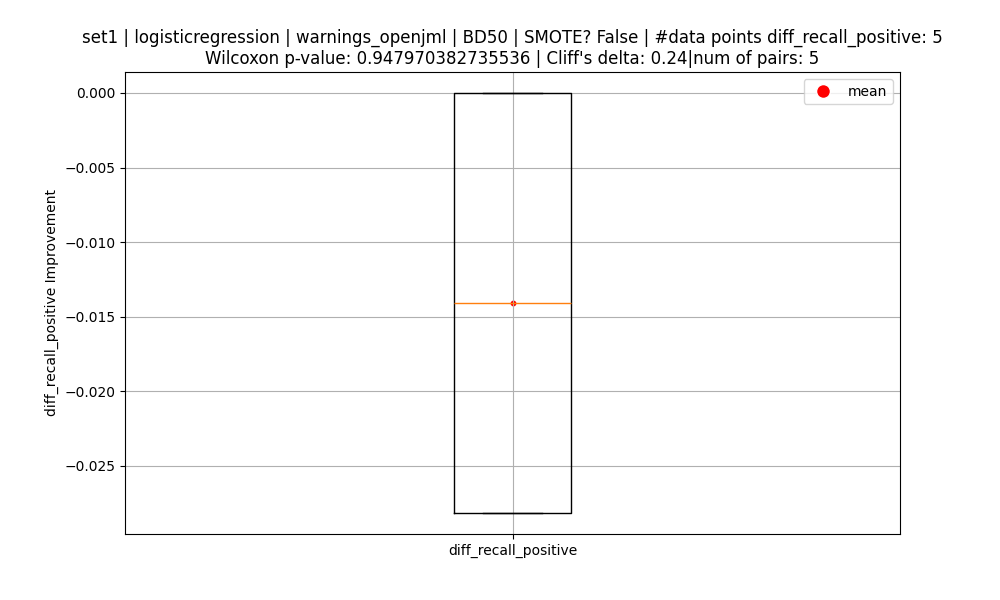 set1 | logisticregression | warnings_openjml | BD50 | SMOTE? False | #data points diff_recall_positive: 5
Wilcoxon p-value: 0.947970382735536 | Cliff's delta: 0.24|num of pairs: 5
mean
0.000
−0.005
−0.010
−0.015
−0.020
−0.025
diff_recall_positive Improvement
diff_recall_positive